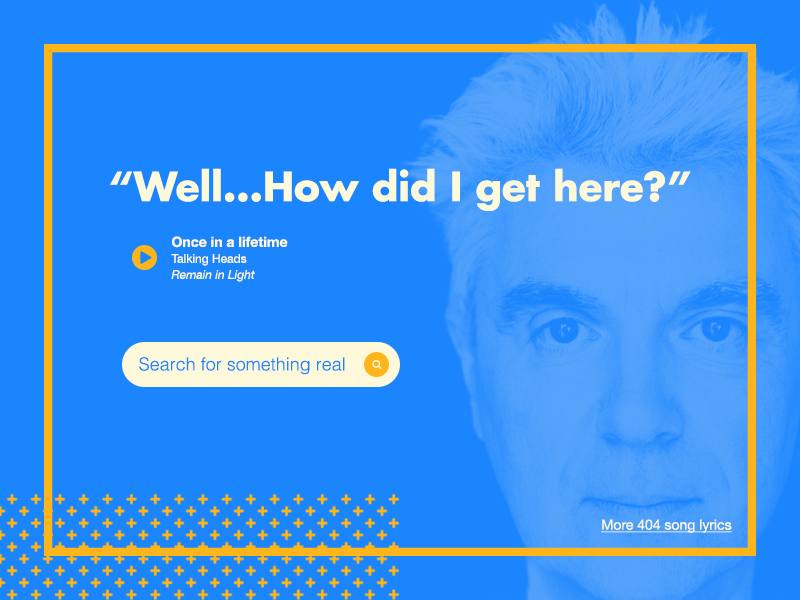 “Well...How did I get here?”
Once in a lifetime
Talking Heads
Remain in Light
Search for something real
More 404 song lyrics